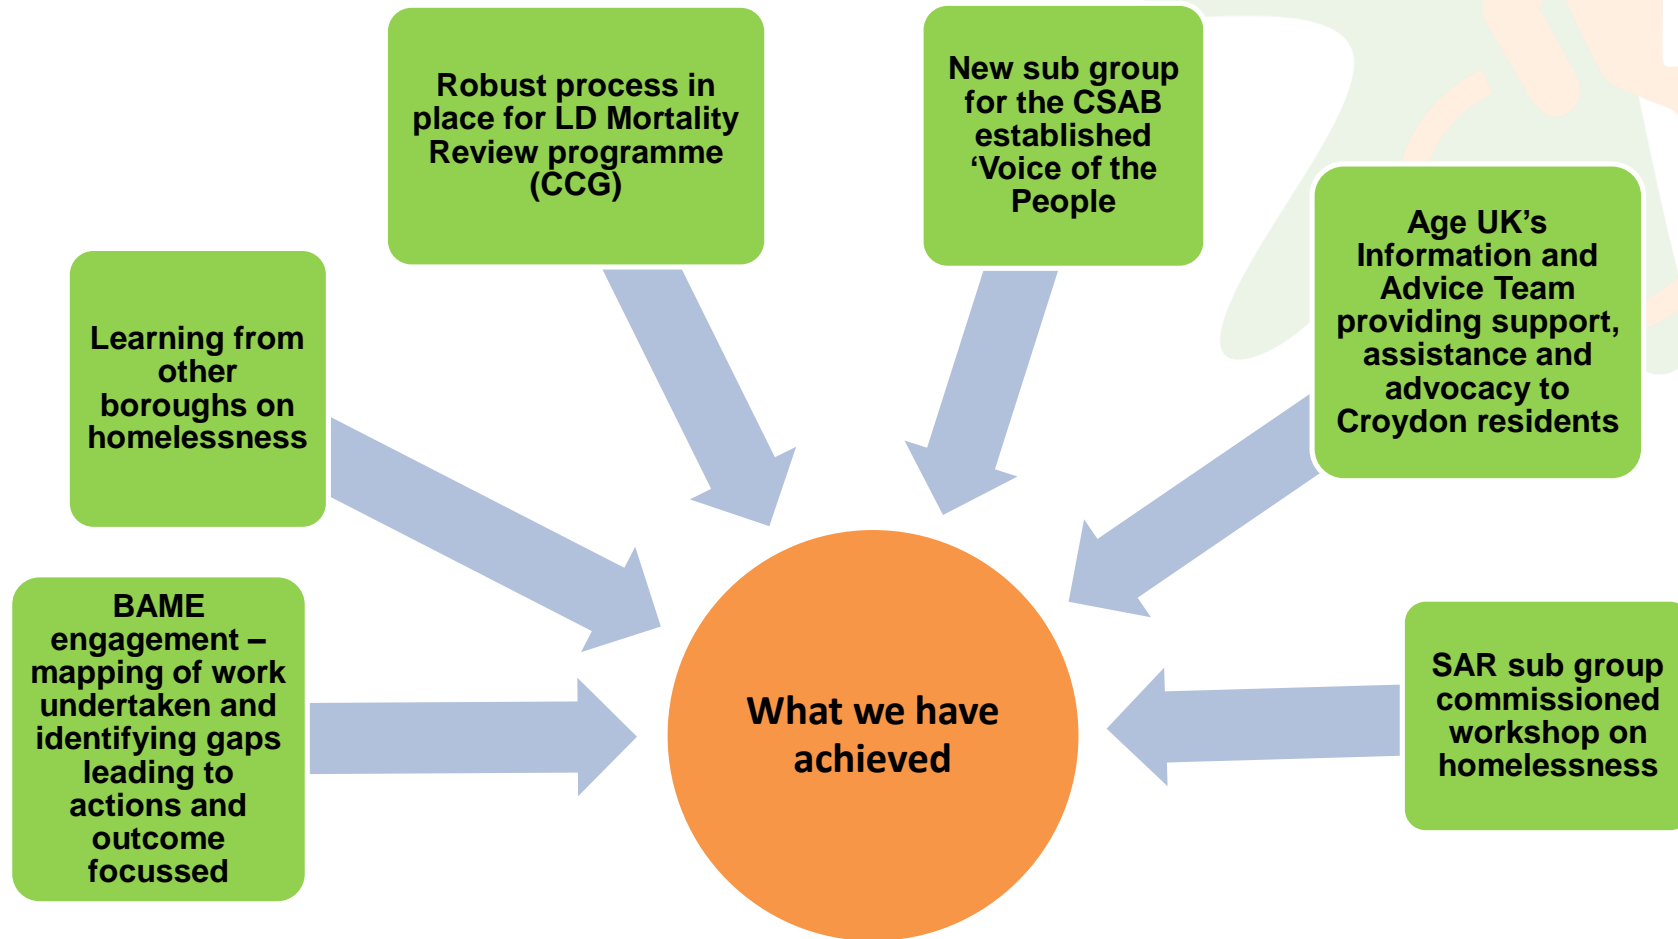 Robust process in
place for LD Mortality
Review programme
(CCG)
New sub group
for the CSAB
established
‘Voice of the
People
Age UK’s
Information and
Advice Team
providing support,
assistance and
advocacy to
Croydon residents
Learning from
other
boroughs on
homelessness
BAME
engagement –
mapping of work
undertaken and
identifying gaps
leading to
actions and
outcome
focussed
What we have
achieved
SAR sub group
commissioned
workshop on
homelessness